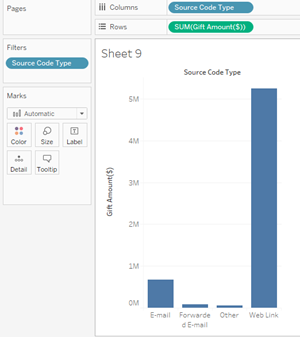 Pages
Columns
Source Code Type
Rows
SUM(Gift Amount($))
Filters
Source Code Type
Marks
Automatic
Color
Size
Label
Detail
Tooltip
Sheet 9
Source Code Type
Gift Amount($)
5M
4M
3M
2M
1M
0M
E-mail
Forwarde
d E-mail
Other
Web Link